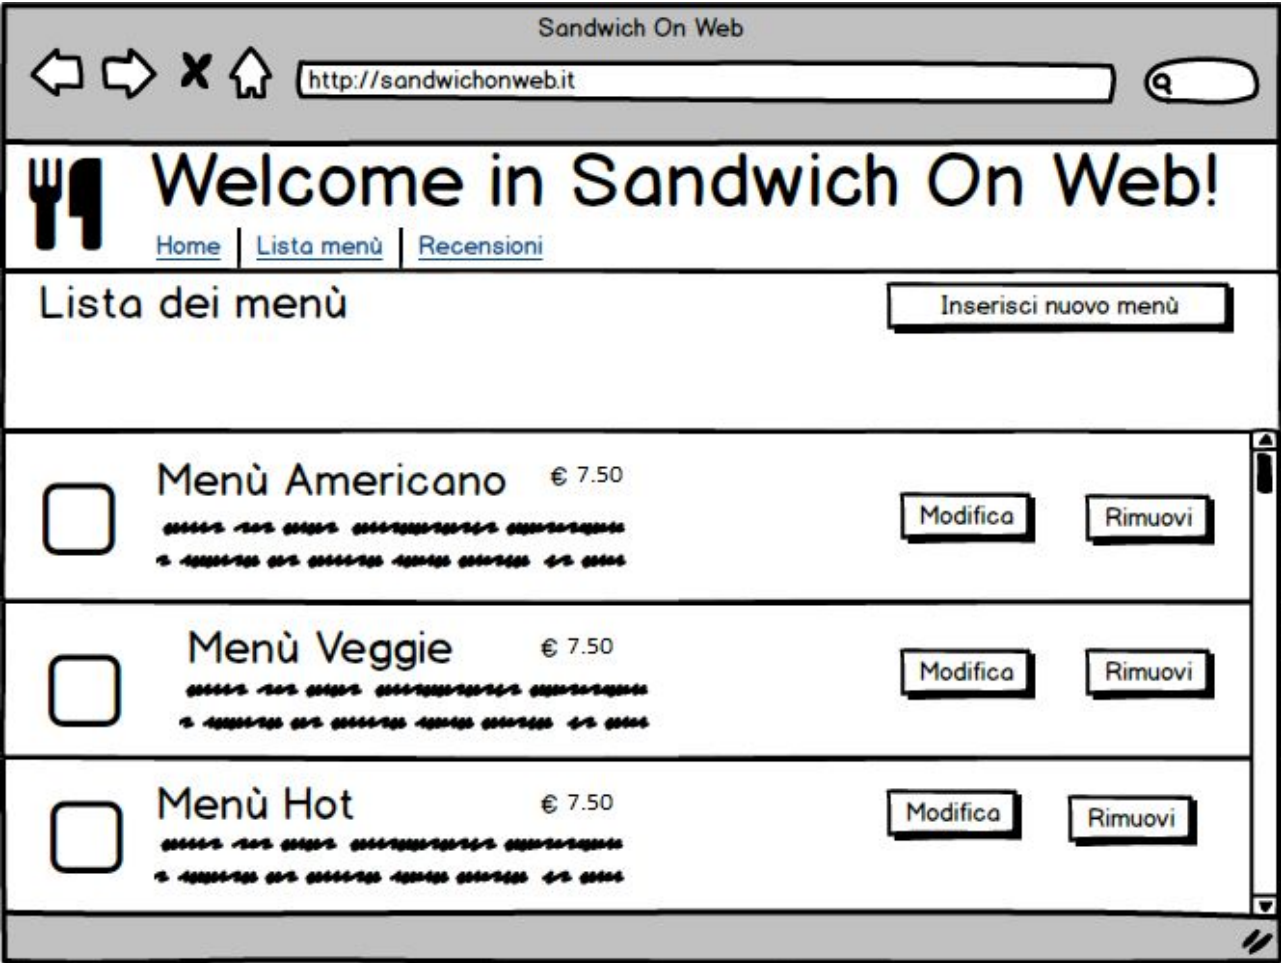 Sandwich On Web
http://sandwichonweb.it
Welcome in Sandwich On Web!
Home Lista menù Recensioni
Lista dei menù Inserisci nuovo menù
Menù Americano € 7.50
Modifica Rimuovi
Menù Veggie € 7.50
Modifica Rimuovi
Menù Hot € 7.50
Modifica Rimuovi